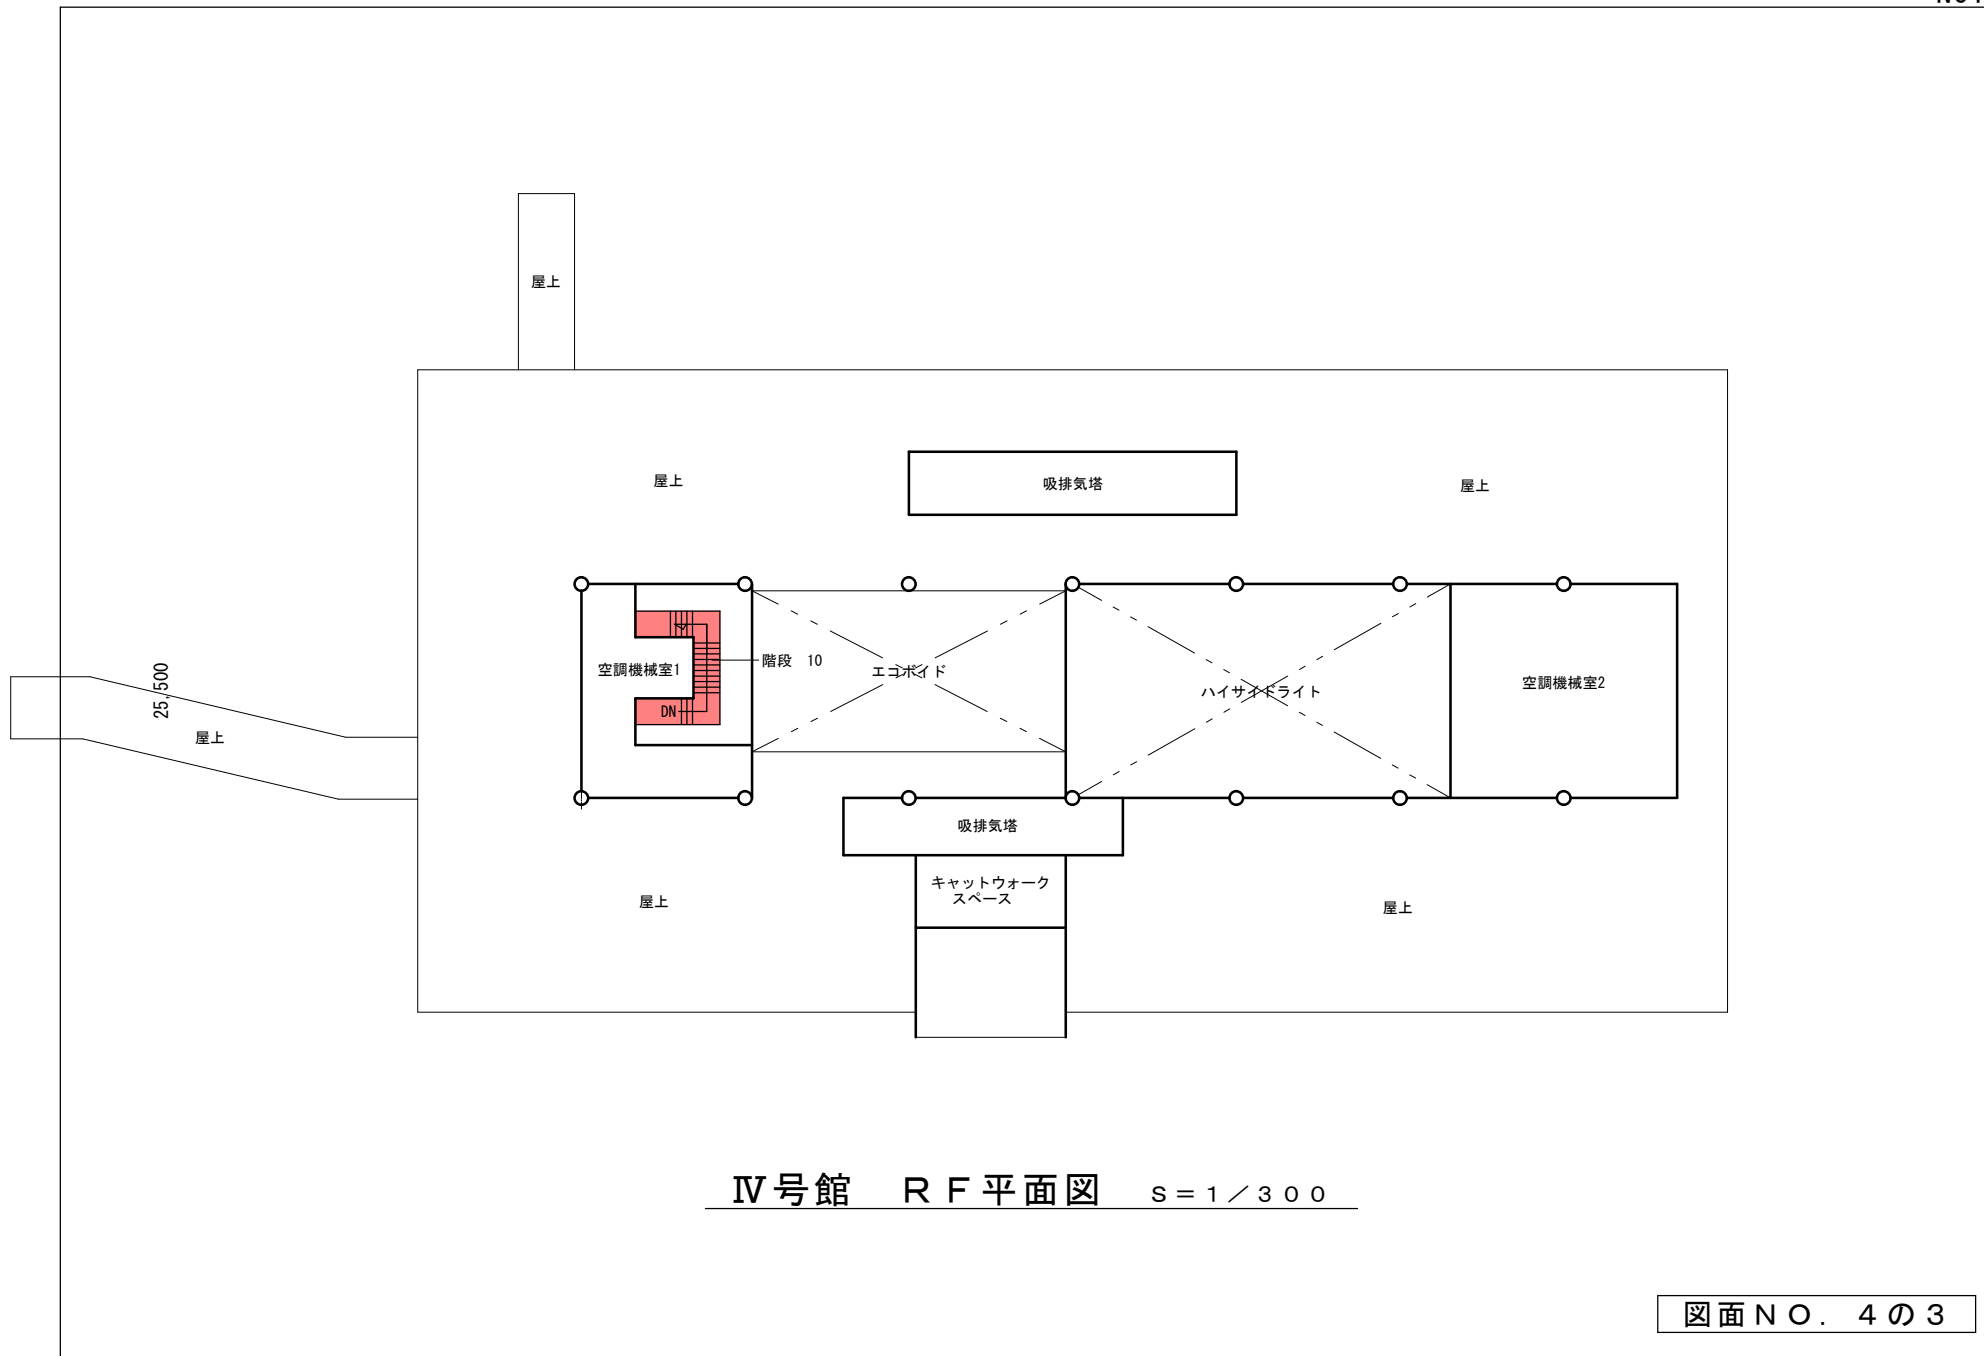 屋上
屋上
吸排気塔
屋上
階段 10
空調機械室1
エコボイド
ハイサイドライト
空調機械室2
25,500
DN
屋上
吸排気塔
キャットウォーク
スペース
屋上
屋上
Ⅳ号館 ＲＦ平面図 Ｓ＝１／３００
図面ＮＯ．４の３